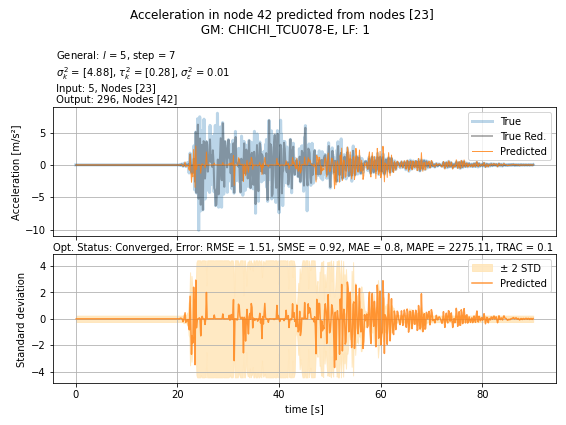 Acceleration in node 42 predicted from nodes [23]
GM: CHICHI_TCU078-E, LF: 1
General: l = 5, step = 7
σ²ₖ = [4.88], τ²ₖ = [0.28], σ²ε = 0.01
Input: 5, Nodes [23]
Output: 296, Nodes [42]
Acceleration [m/s²]
5
0
−5
−10
True
True Red.
Predicted
Opt. Status: Converged, Error: RMSE = 1.51, SMSE = 0.92, MAE = 0.8, MAPE = 2275.11, TRAC = 0.1
Standard deviation
4
2
0
−2
−4
± 2 STD
Predicted
0 20 40 60 80
time [s]